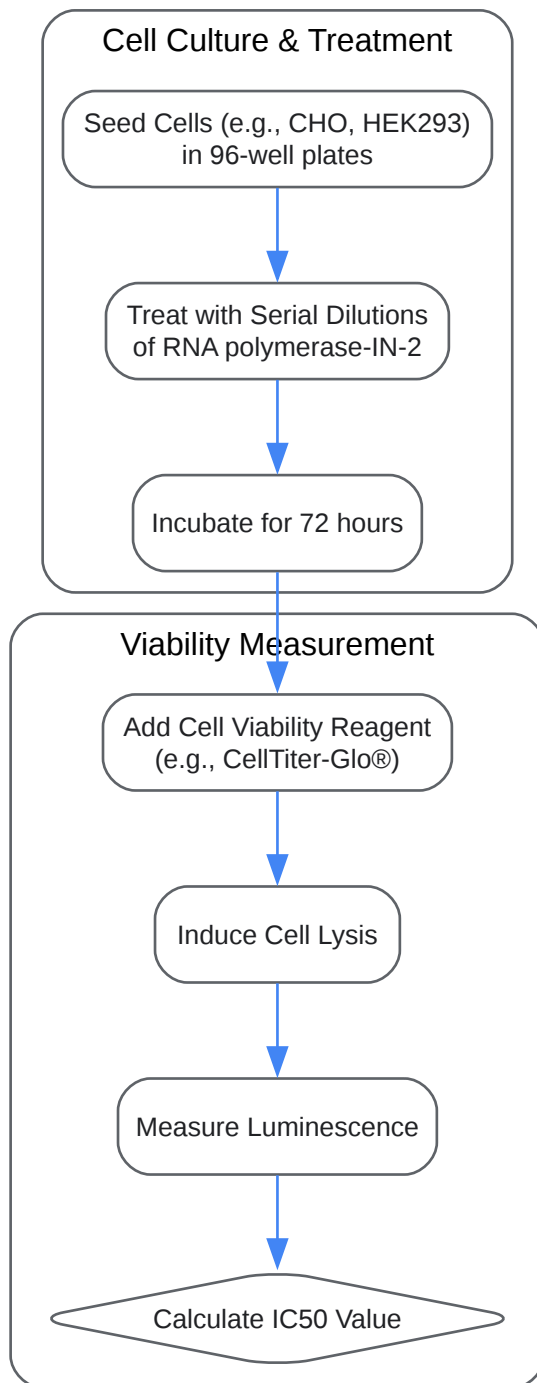 Cell Culture & Treatment
Seed Cells (e.g., CHO, HEK293)
in 96-well plates
Treat with Serial Dilutions
of RNA polymerase-IN-2
Incubate for 72 hours
Viability Measurement
Add Cell Viability Reagent
(e.g., CellTiter-Glo®)
Induce Cell Lysis
Measure Luminescence
Calculate IC50 Value